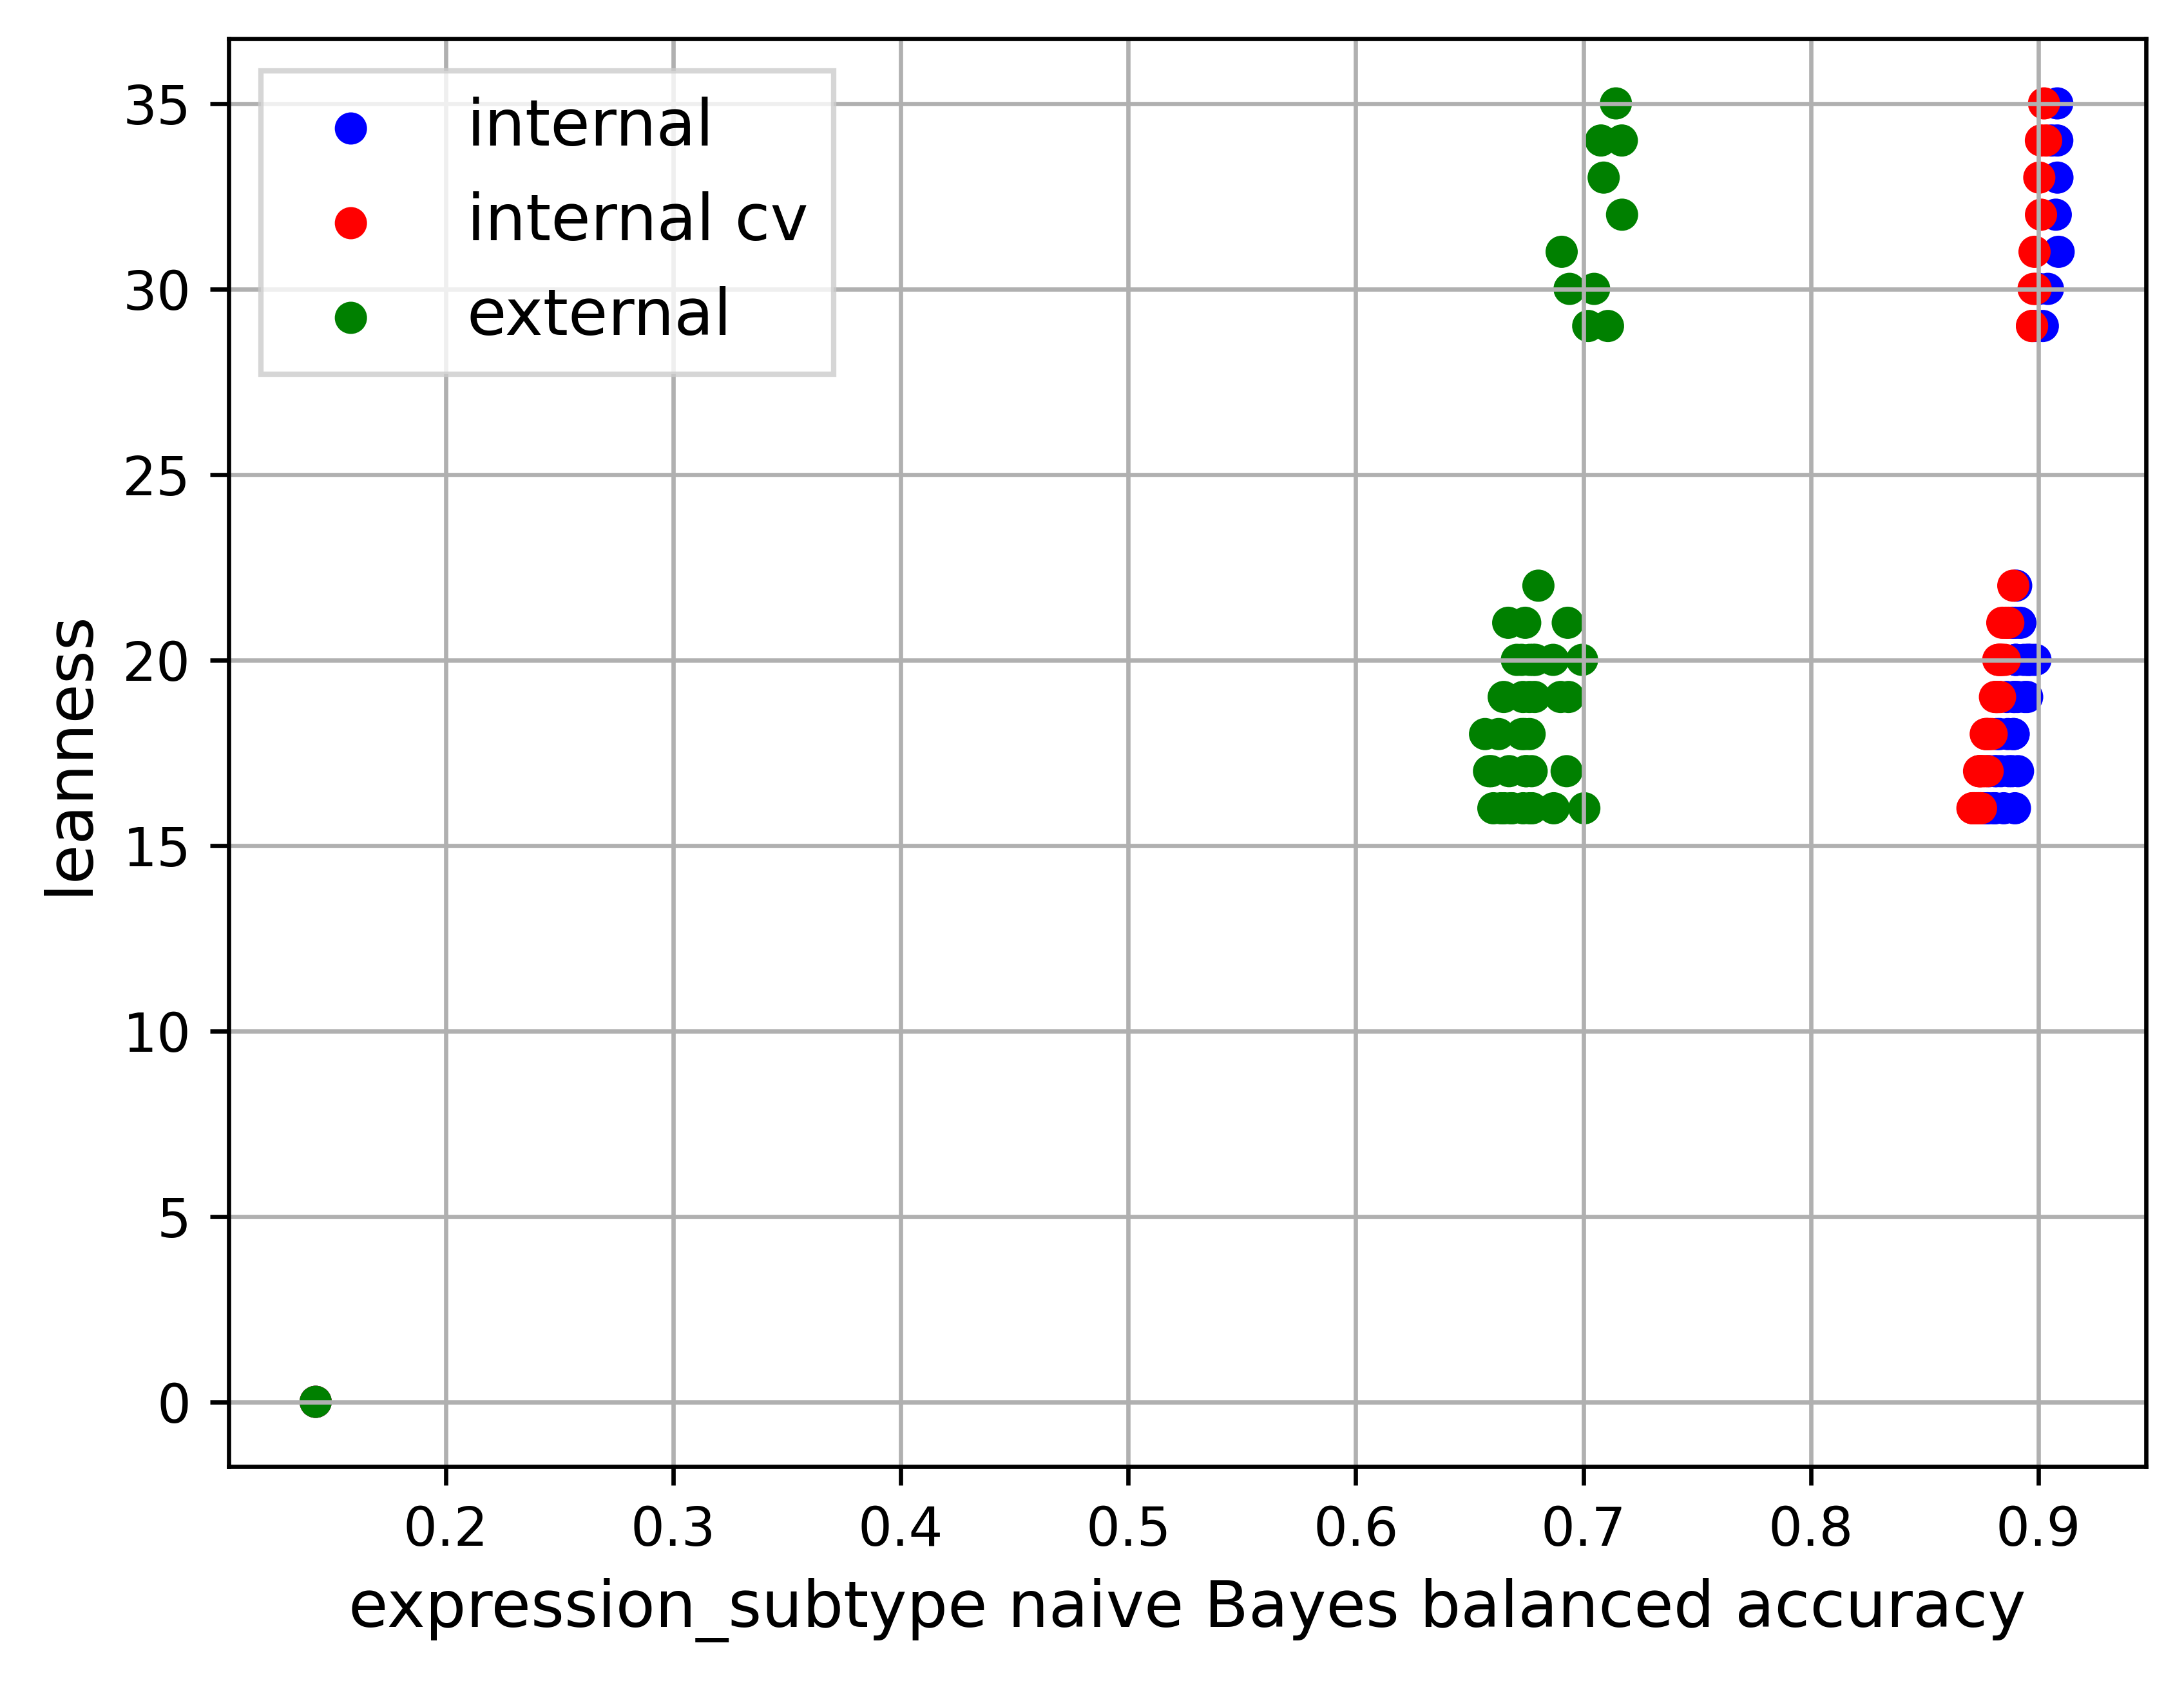 internal
internal cv
external
leanness
35
30
25
20
15
10
5
0
0.2 0.3 0.4 0.5 0.6 0.7 0.8 0.9
expression_subtype naive Bayes balanced accuracy